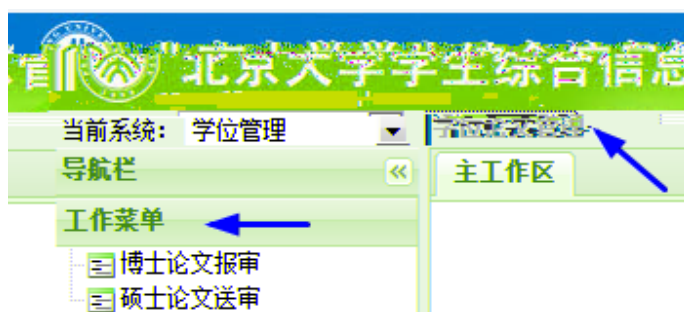 北京大学学生综合信息
当前系统： 学位管理
导航栏
主工作区
工作菜单
博士论文报审
硕士论文送审